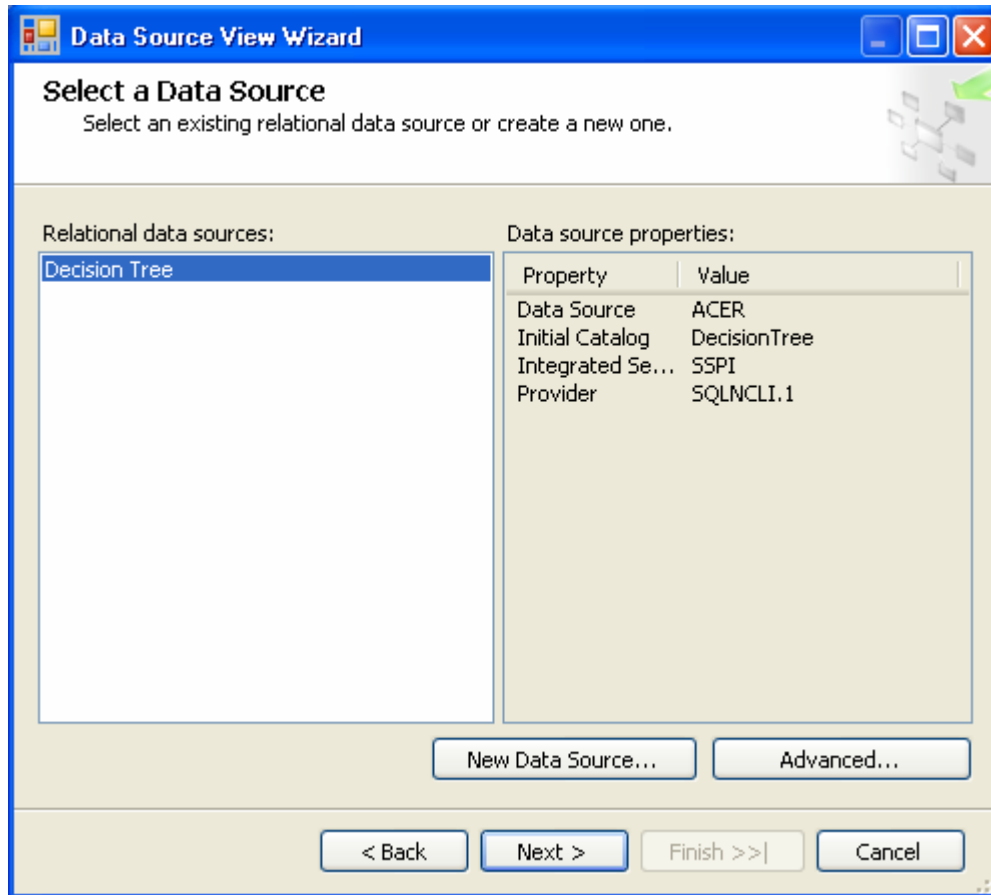 Data Source View Wizard
Select a Data Source
Select an existing relational data source or create a new one.
Relational data sources:
Decision Tree
Data source properties:
Property Value
Data Source ACER
Initial Catalog DecisionTree
Integrated Se... SSPI
Provider SQLNCLI.1
New Data Source... Advanced...
< Back Next > Finish >>| Cancel